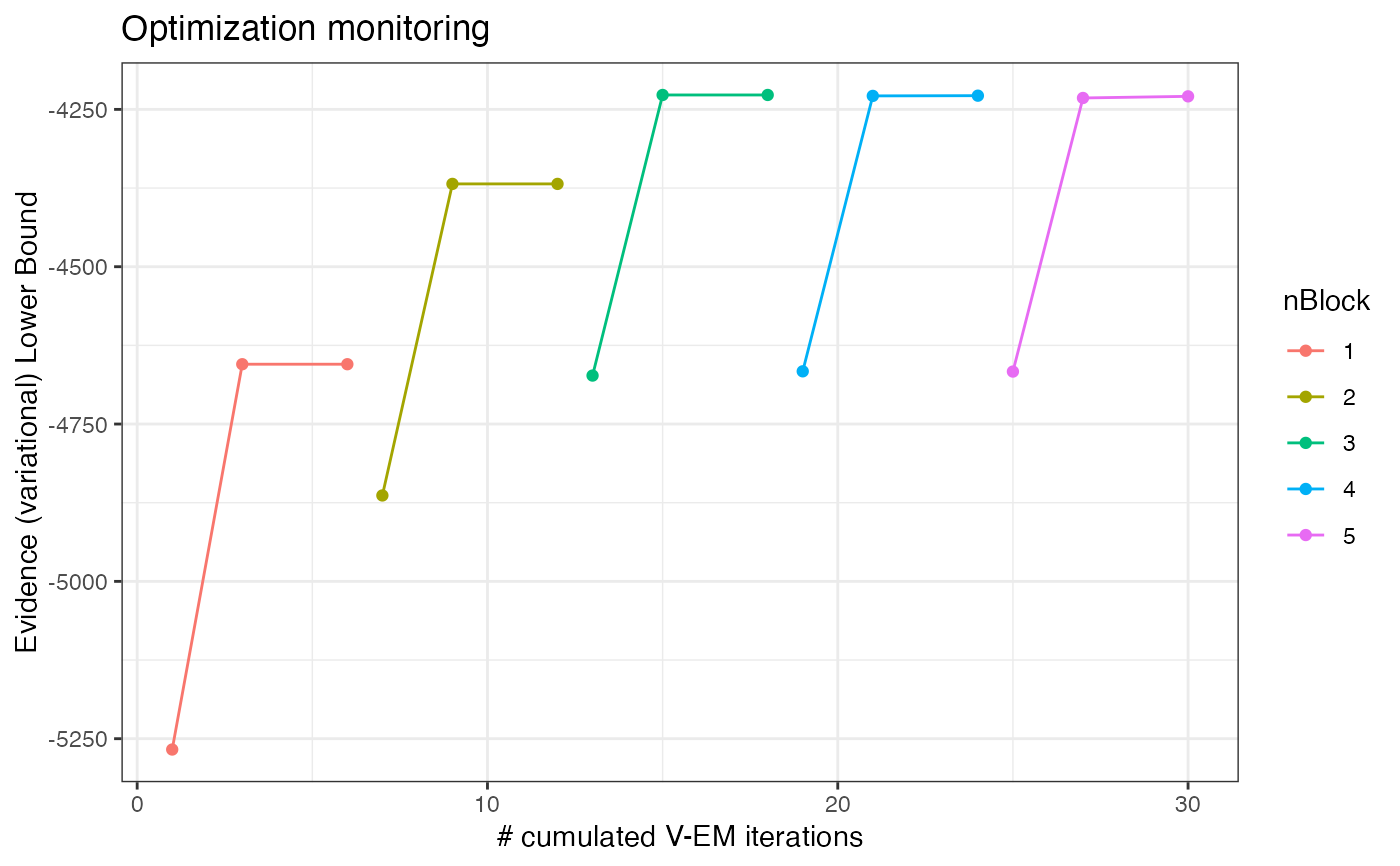 Optimization monitoring
Evidence (variational) Lower Bound
-4250
-4500
-4750
-5000
-5250
0 10 20 30
# cumulated V-EM iterations
nBlock
1
2
3
4
5